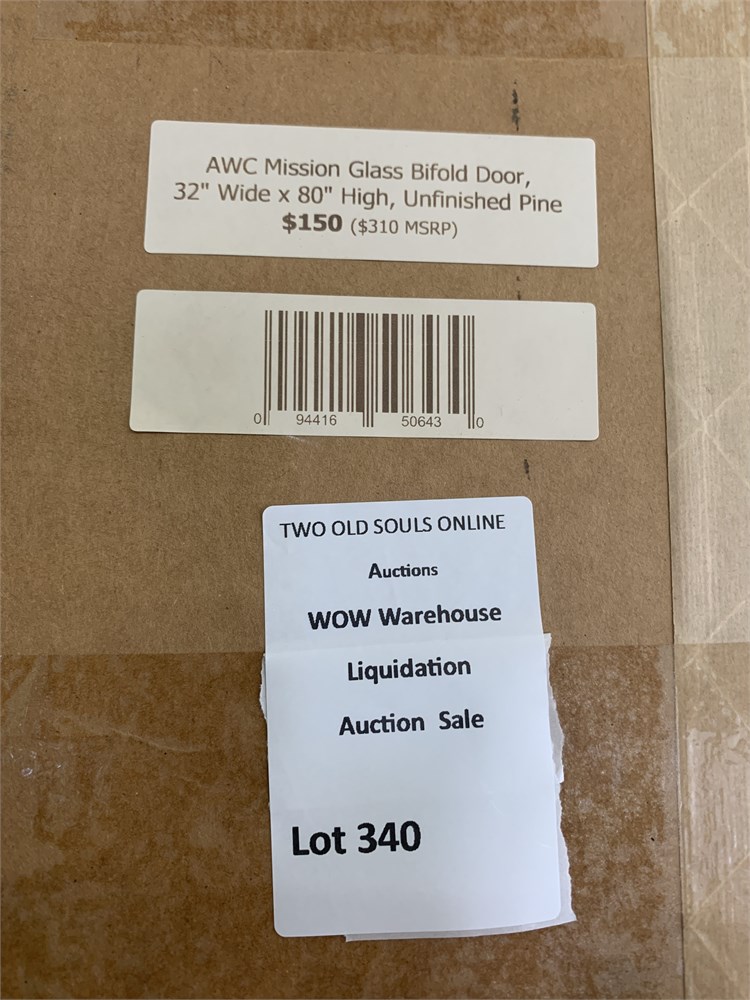 AWC Mission Glass Bifold Door,
32" Wide x 80" High, Unfinished Pine
$150 ($310 MSRP)
0 94416 50643 0
TWO OLD SOULS ONLINE
Auctions
WOW Warehouse
Liquidation
Auction Sale
Lot 340